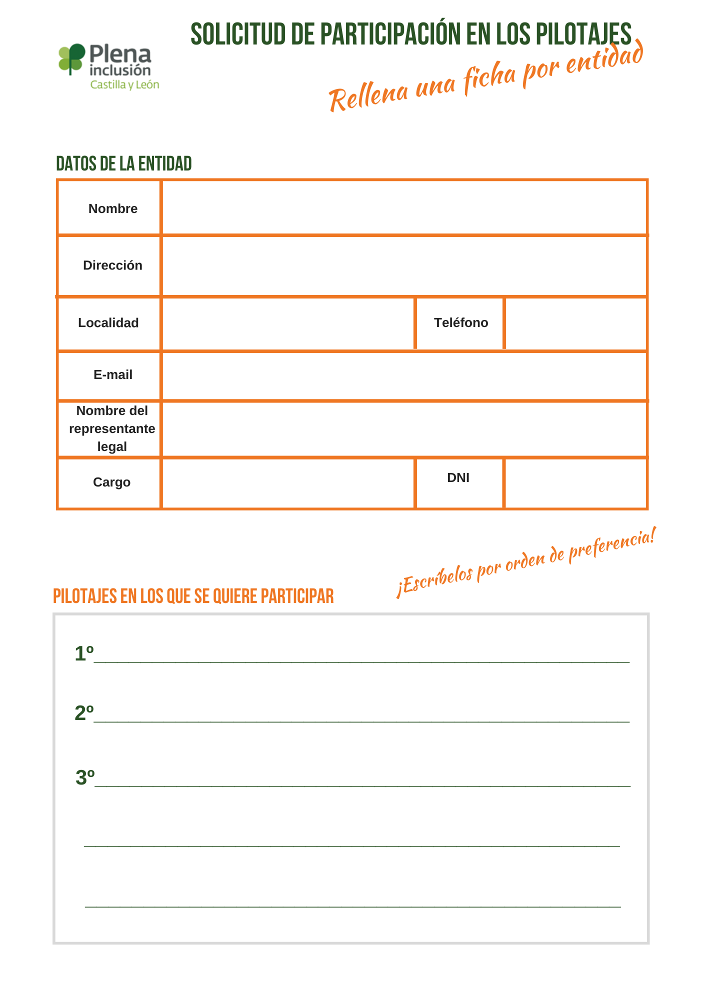 SOLICITUD DE PARTICIPACIÓN EN LOS PILOTAJES
Plena
inclusión
Castilla y León
Rellena una ficha por entidad
DATOS DE LA ENTIDAD
Nombre
Dirección
Localidad
Teléfono
E-mail
Nombre del
representante
legal
Cargo
DNI
¡Escríbelos por orden de preferencia!
PILOTAJES EN LOS QUE SE QUIERE PARTICIPAR
1º
2º
3º